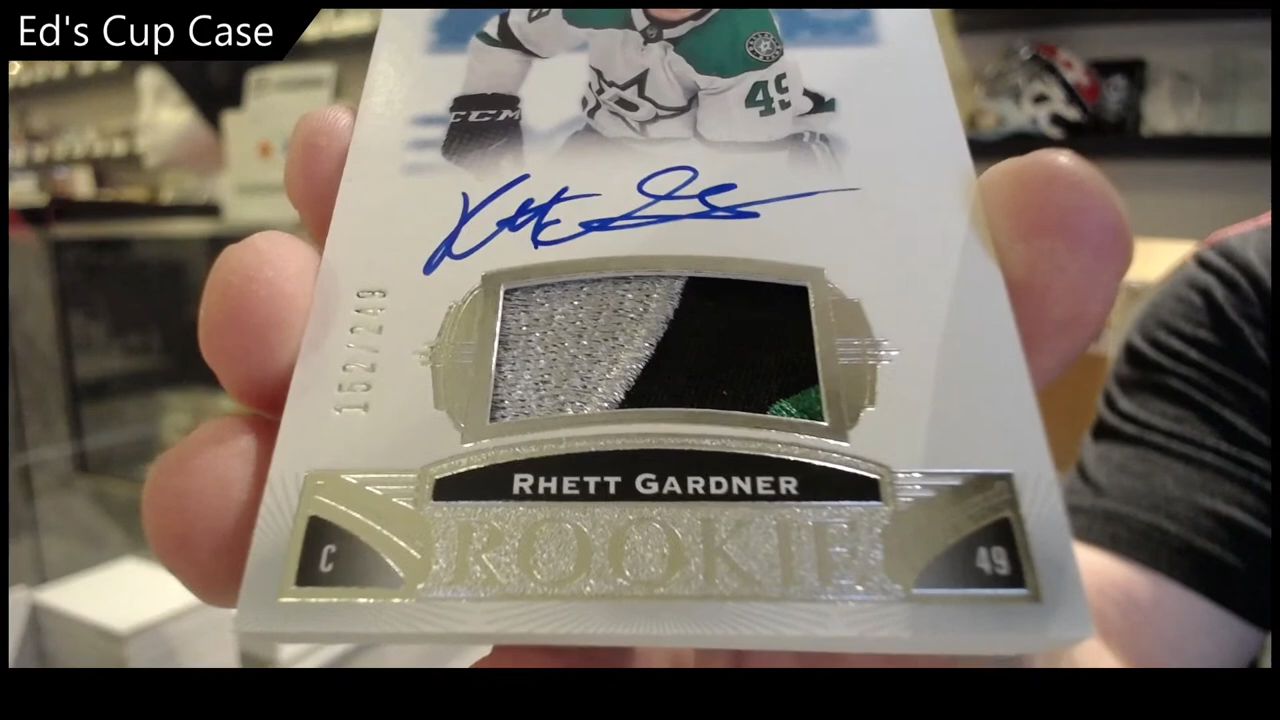 Ed's Cup Case
49
CCM
152/249
RHETT GARDNER
ROOKIE
C
49